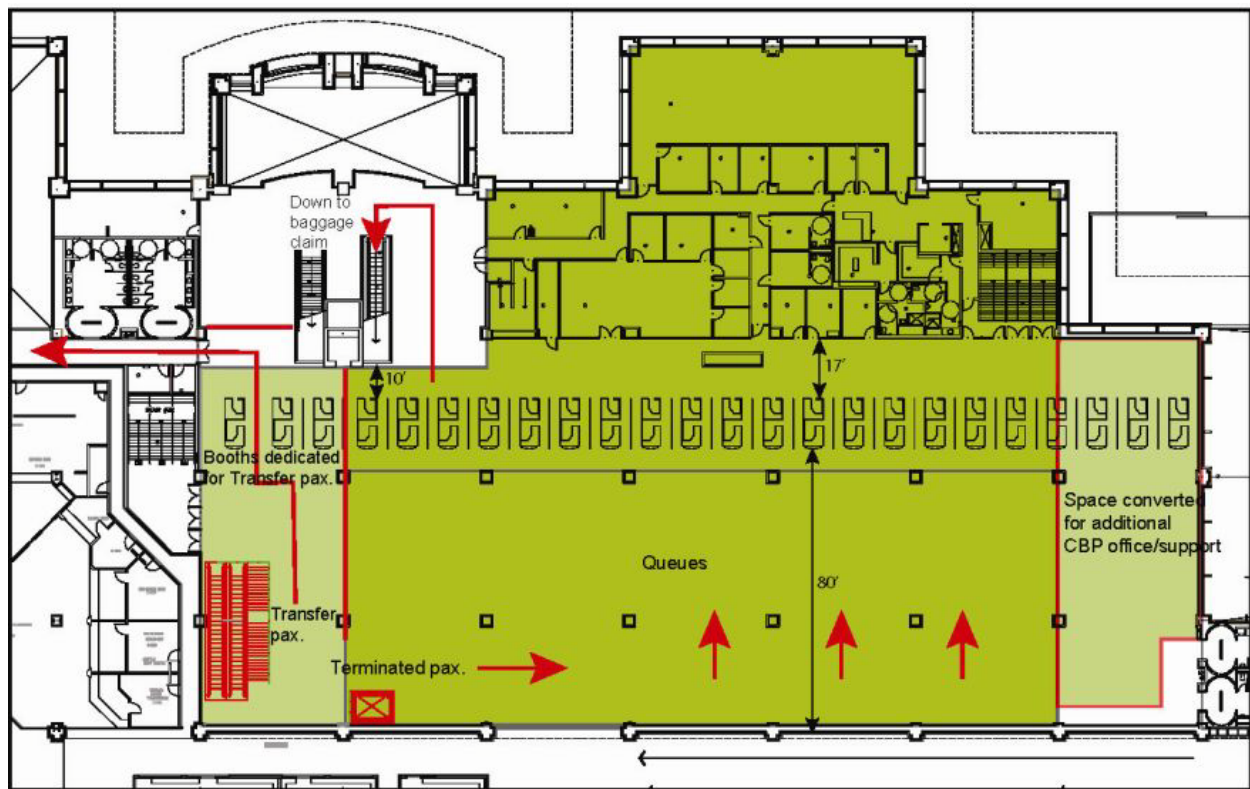 Down to
baggage
claim
10′
17′
Booths dedicated
for Transfer pax.
Space converted
for additional
CBP office/support
Queues
80′
Transfer
pax.
Terminated pax.